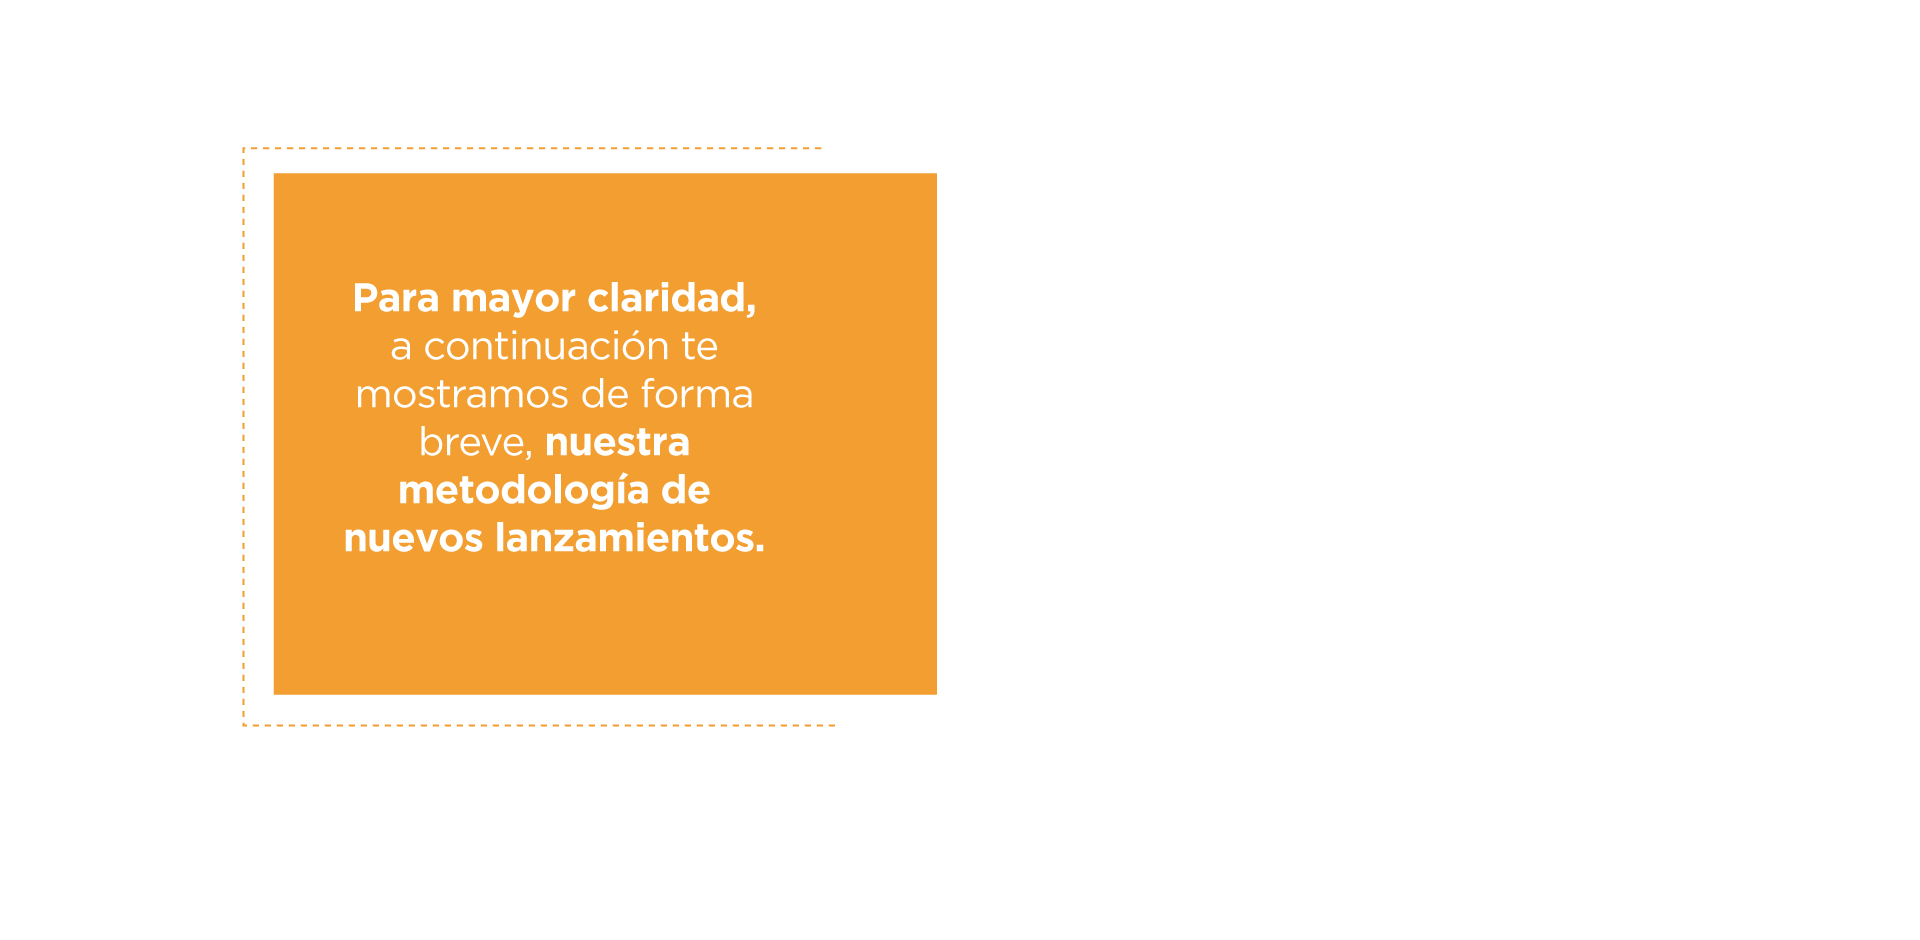 Para mayor claridad,
a continuación te
mostramos de forma
breve, nuestra
metodología de
nuevos lanzamientos.